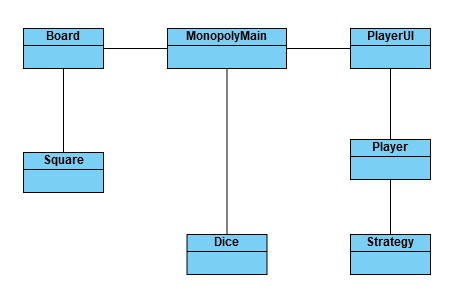 Board
MonopolyMain
PlayerUI
Player
Square
Dice
Strategy